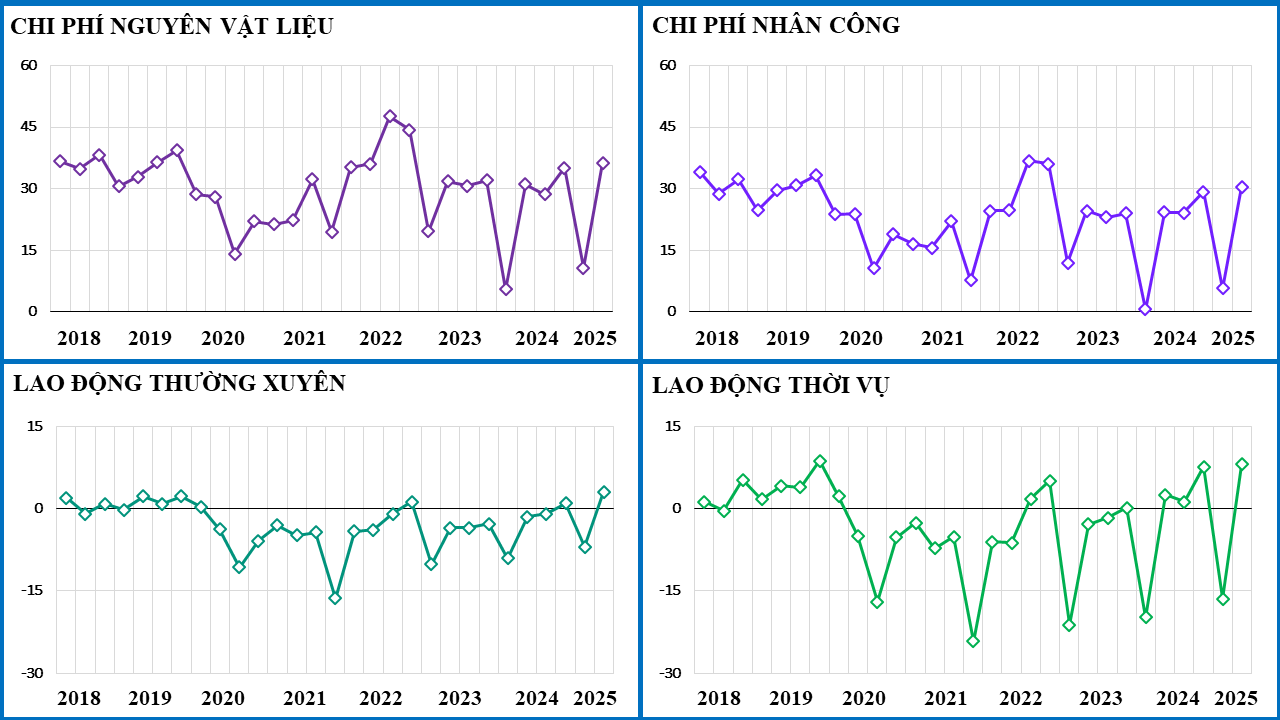 CHI PHÍ NGUYÊN VẬT LIỆU
60
45
30
15
0
2018 2019 2020 2021 2022 2023 2024 2025
CHI PHÍ NHÂN CÔNG
60
45
30
15
0
2018 2019 2020 2021 2022 2023 2024 2025
LAO ĐỘNG THƯỜNG XUYÊN
15
0
-15
-30
2018 2019 2020 2021 2022 2023 2024 2025
LAO ĐỘNG THỜI VỤ
15
0
-15
-30
2018 2019 2020 2021 2022 2023 2024 2025